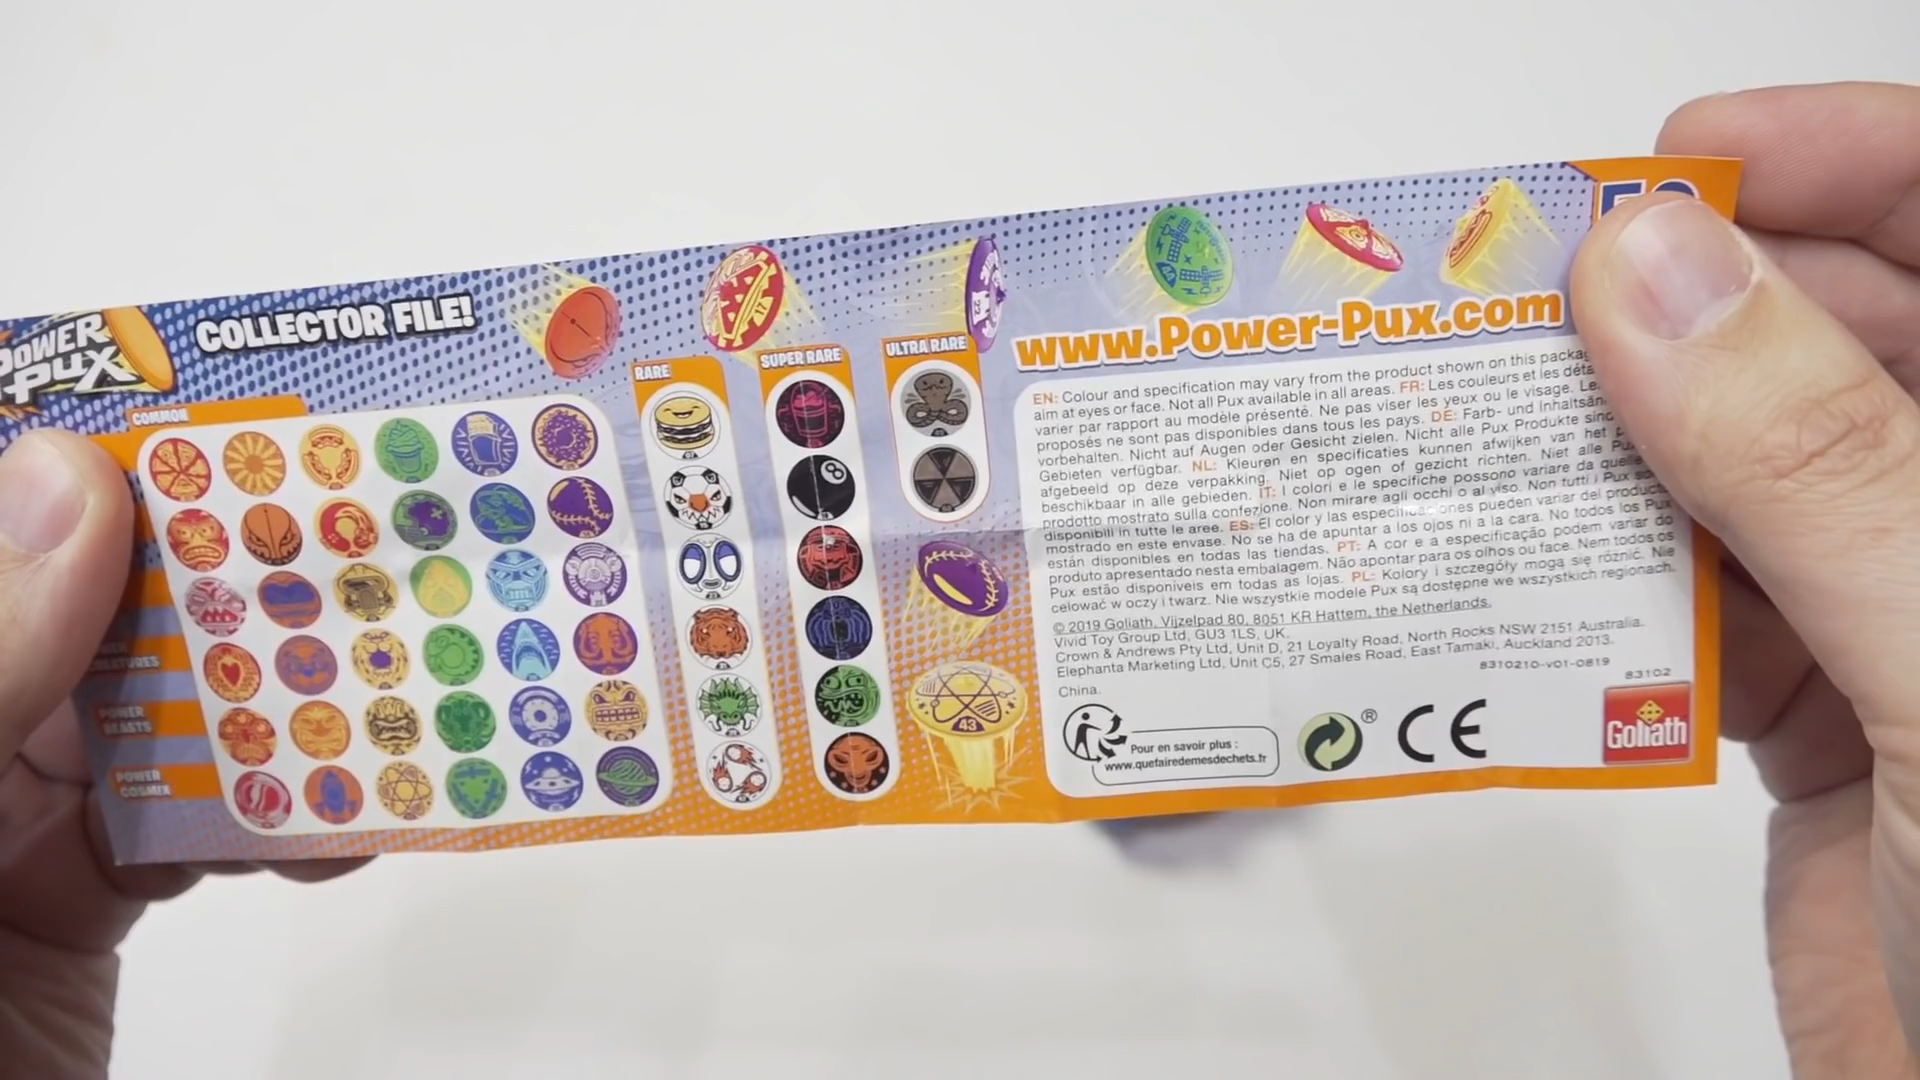 POWER
PUX
COLLECTOR FILE!
COMMON
RARE
SUPER RARE
ULTRA RARE
POWER
BEASTS
POWER
COSMIX
17
22
44
43
8
www.Power-Pux.com
EN: Colour and specification may vary from the product shown on this
aim at eyes or face. Not all Pux available in all areas. FR: Les couleurs et les
varier par rapport au modèle présenté. Ne pas viser les yeux ou le visage.
proposés ne sont pas disponibles dans tous les pays. DE: Farb- und
vorbehalten. Nicht auf Augen oder Gesicht zielen. Nicht alle Pux Produkte sind
Gebieten verfügbar. NL: Kleuren en specificaties kunnen afwijken van het
afgebeeld op deze verpakking. Niet op ogen of gezicht richten. Niet alle
beschikbaar in alle gebieden. IT: I colori e le specifiche possono variare da
prodotto mostrato sulla confezione. Non mirare agli occhi o al viso. Non tutti i Pux
disponibili in tutte le aree. ES: El color y las especificaciones pueden variar del producto
mostrado en este envase. No se ha de apuntar a los ojos ni a la cara. No todos los Pux
están disponibles en todas las tiendas. PT: A cor e a especificação podem variar do
produto apresentado nesta embalagem. Não apontar para os olhos ou face. Nem todos os
Pux estão disponíveis em todas as lojas. PL: Kolory i szczegóły mogą się różnić. Nie
celować w oczy i twarz. Nie wszystkie modele Pux są dostępne we wszystkich regionach.
© 2019 Goliath, Vijzelpad 80, 8051 KR Hattem, the Netherlands.
Vivid Toy Group Ltd, GU3 1LS, UK.
Crown & Andrews Pty Ltd, Unit D, 21 Loyalty Road, North Rocks NSW 2151 Australia.
Elephanta Marketing Ltd, Unit C5, 27 Smales Road, East Tamaki, Auckland 2013.
8310210-V01-0819
83102
China.
Pour en savoir plus :
www.quefairedemesdechets.fr
®
CE
Goliath